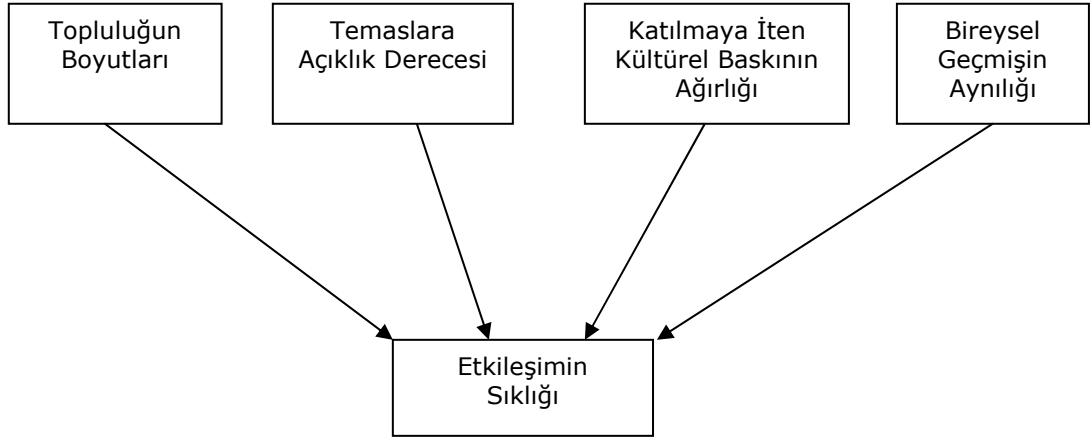 Topluluğun
Boyutları
Temaslara
Açıklık Derecesi
Katılmaya İten
Kültürel Baskının
Ağırlığı
Bireysel
Geçmişin
Aynılığı
Etkileşimin
Sıklığı